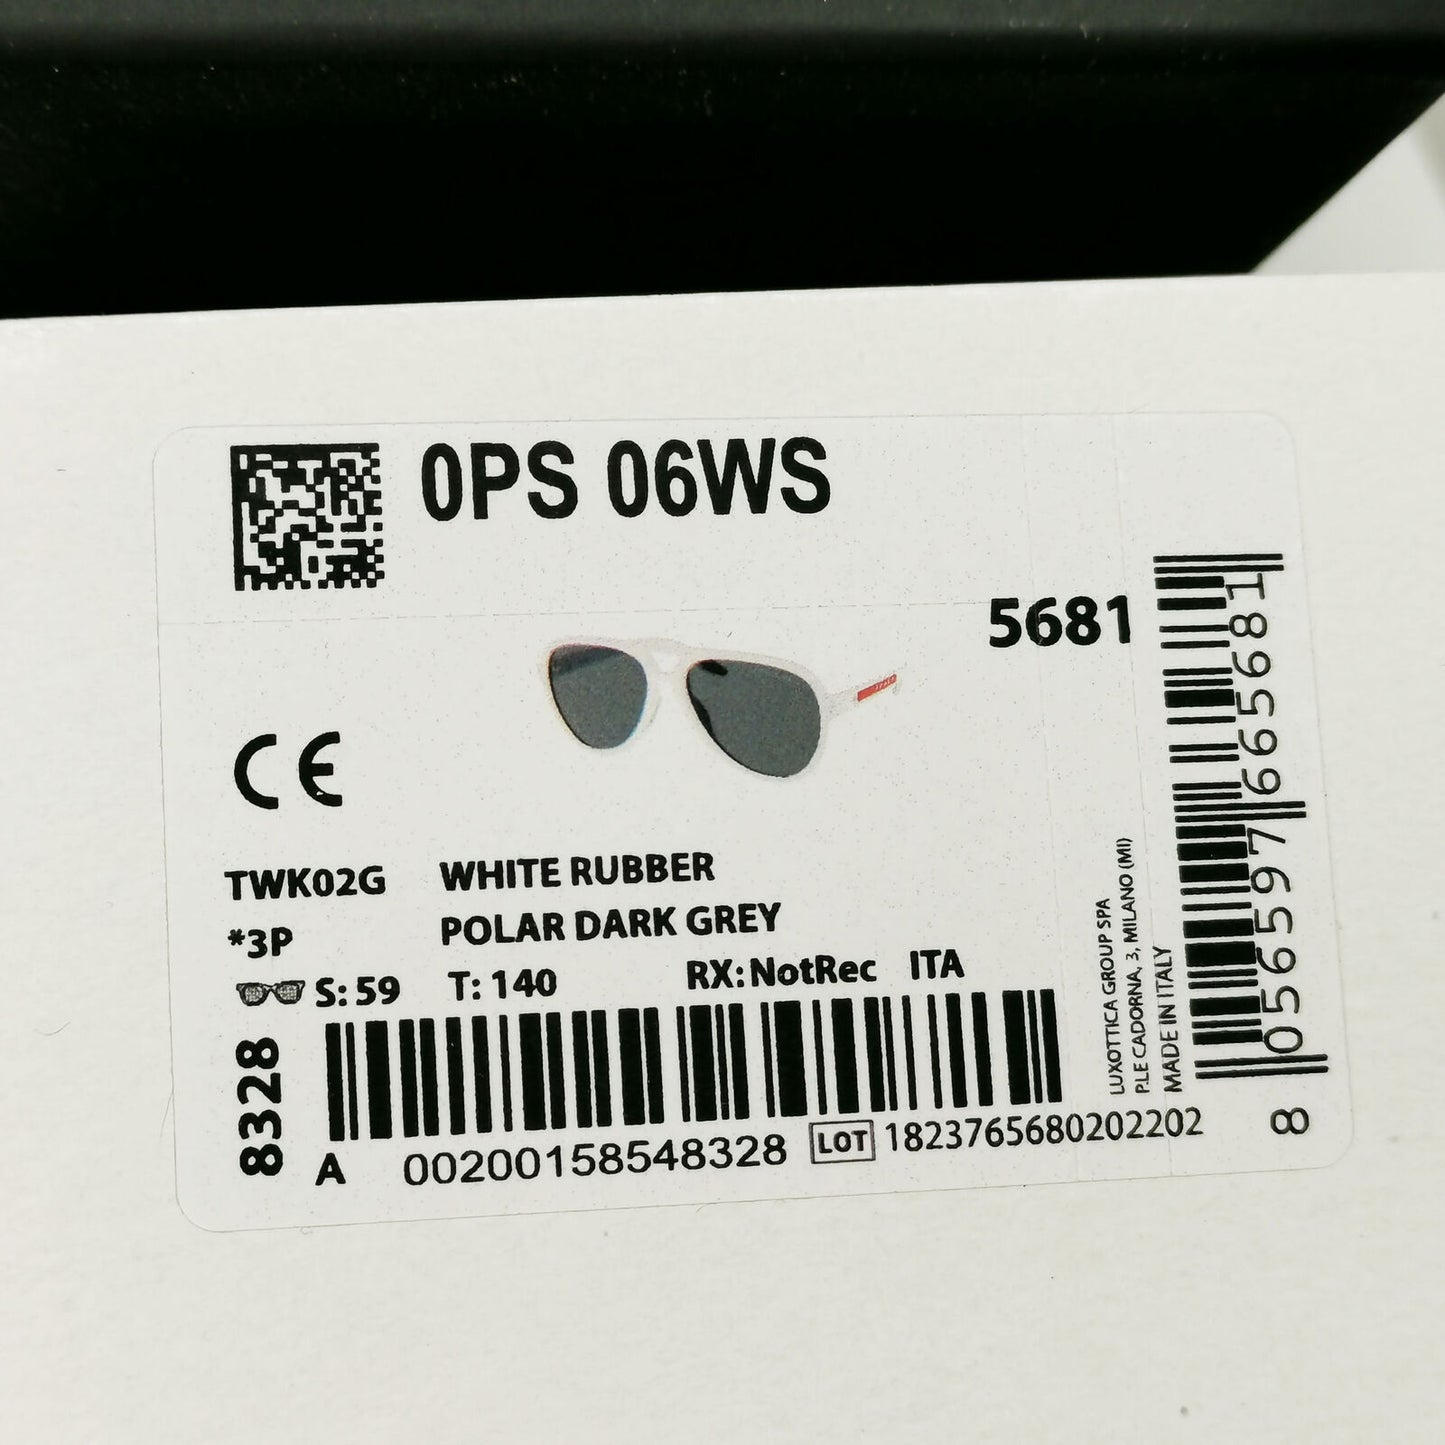 0PS 06WS
5681
CE
TWK02G WHITE RUBBER
*3P POLAR DARK GREY
S: 59 T: 140 RX: NotRec ITA
8328
A 00200158548328 LOT 1823765680202202
LUXOTTICA GROUP SPA
P.LE CADORNA, 3, MILANO (MI)
MADE IN ITALY
8 056597 665681